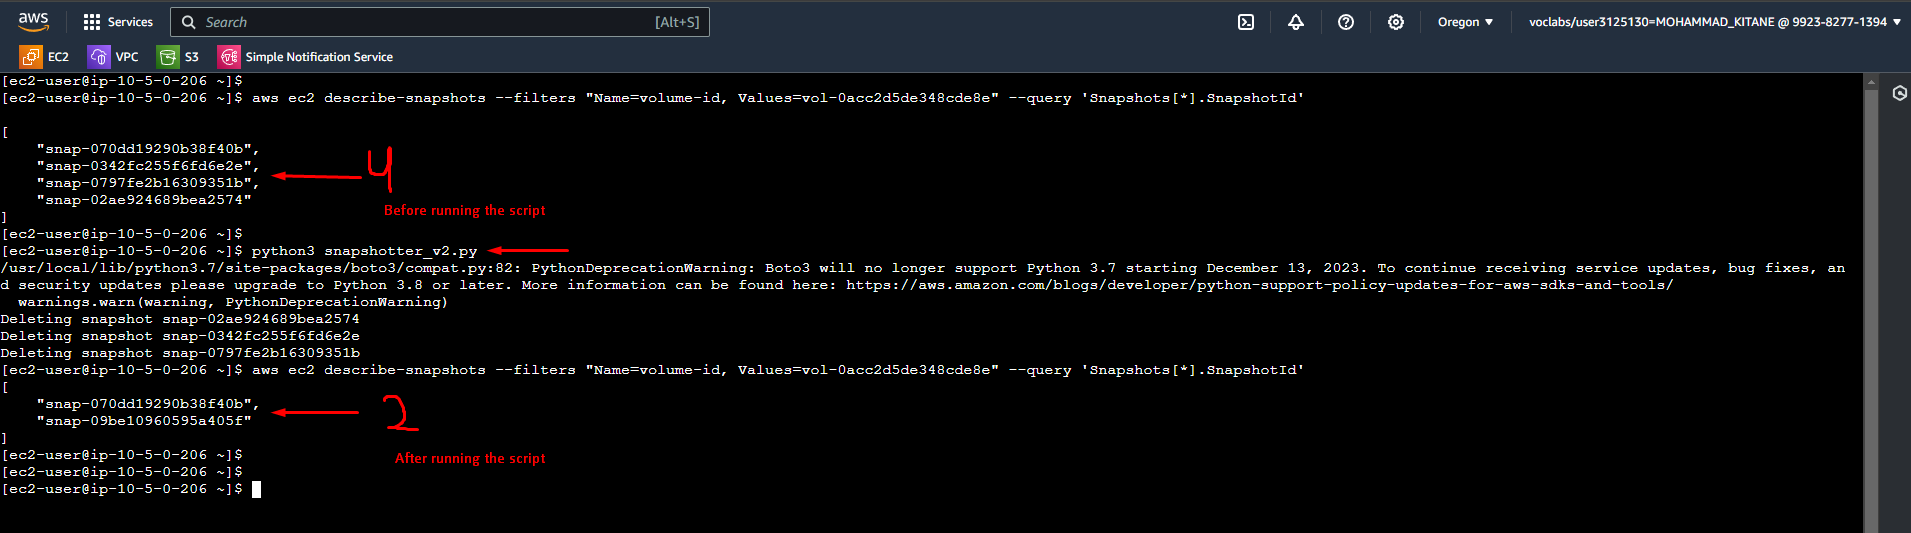 aws
Services
Search
[Alt+S]
Oregon
voclabs/user3125130=MOHAMMAD_KITANE @ 9923-8277-1394
EC2
VPC
S3
Simple Notification Service
[ec2-user@ip-10-5-0-206 ~]$
[ec2-user@ip-10-5-0-206 ~]$ aws ec2 describe-snapshots --filters "Name=volume-id, Values=vol-0acc2d5de348cde8e" --query 'Snapshots[*].SnapshotId'
[
"snap-070dd19290b38f40b",
"snap-0342fc255f6fd6e2e",
"snap-0797fe2b16309351b",
"snap-02ae924689bea2574"
4
Before running the script
]
[ec2-user@ip-10-5-0-206 ~]$
[ec2-user@ip-10-5-0-206 ~]$ python3 snapshotter_v2.py
/usr/local/lib/python3.7/site-packages/boto3/compat.py:82: PythonDeprecationWarning: Boto3 will no longer support Python 3.7 starting December 13, 2023. To continue receiving service updates, bug fixes, an
d security updates please upgrade to Python 3.8 or later. More information can be found here: https://aws.amazon.com/blogs/developer/python-support-policy-updates-for-aws-sdks-and-tools/
warnings.warn(warning, PythonDeprecationWarning)
Deleting snapshot snap-02ae924689bea2574
Deleting snapshot snap-0342fc255f6fd6e2e
Deleting snapshot snap-0797fe2b16309351b
[ec2-user@ip-10-5-0-206 ~]$ aws ec2 describe-snapshots --filters "Name=volume-id, Values=vol-0acc2d5de348cde8e" --query 'Snapshots[*].SnapshotId'
[
"snap-070dd19290b38f40b",
"snap-09be10960595a405f"
2
]
[ec2-user@ip-10-5-0-206 ~]$
After running the script
[ec2-user@ip-10-5-0-206 ~]$
[ec2-user@ip-10-5-0-206 ~]$